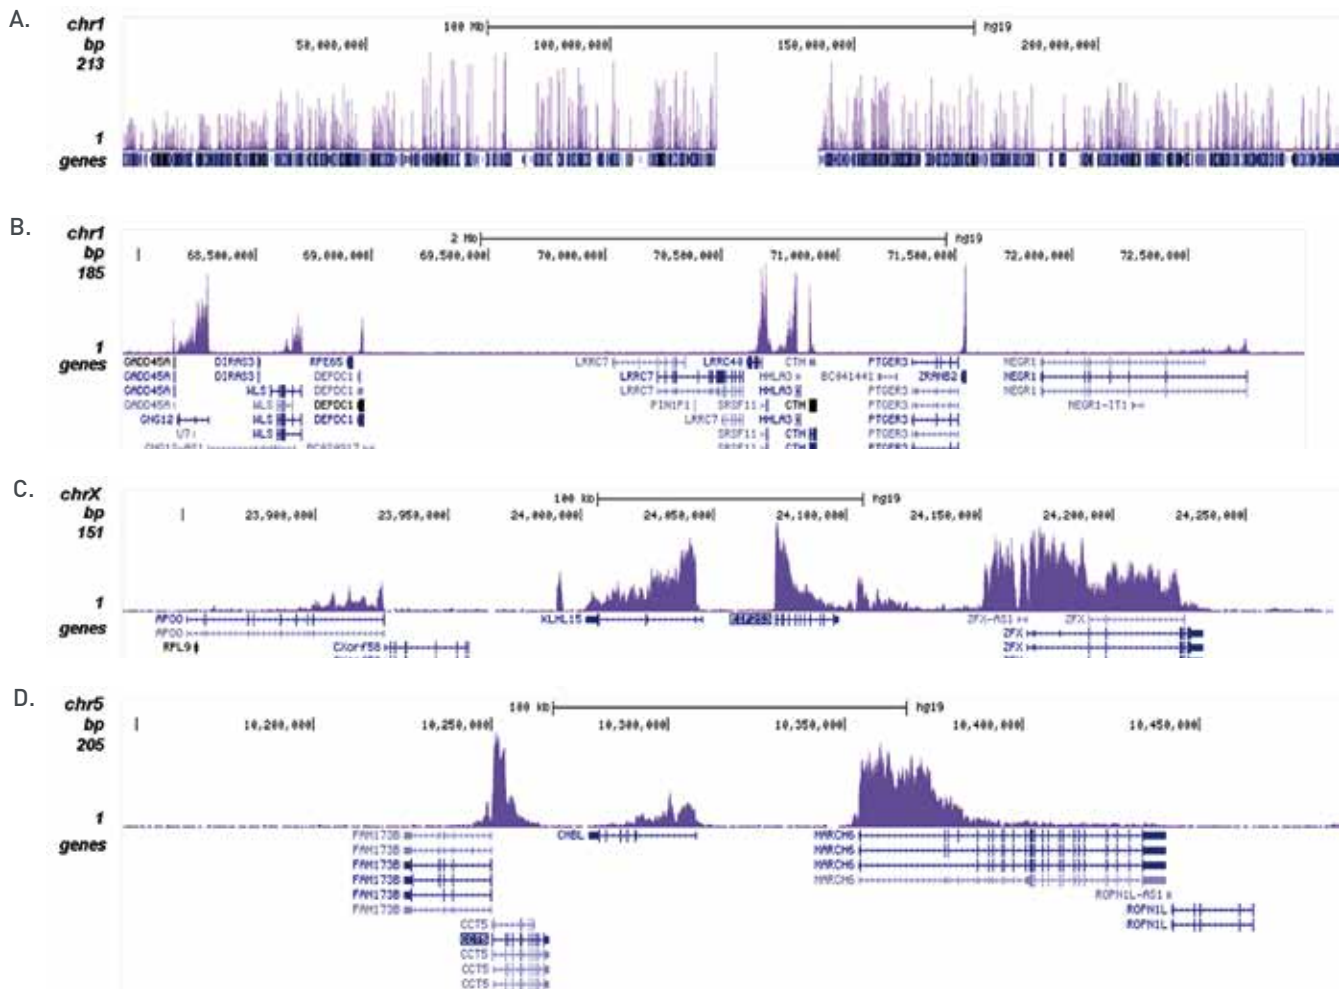 A.
chr1 100 Mb hg19
bp 50,000,000 100,000,000 150,000,000 200,000,000
213
1
genes
B.
chr1 2 Mb hg19
bp 68,500,000 69,000,000 69,500,000 70,000,000 70,500,000 71,000,000 71,500,000 72,000,000 72,500,000
185
1
genes GADD45A DIRAS3 RPE65 LRRC7 LRRC40 CTH PTGER3 NEGR1
GADD45A DIRAS3 DEPDC1 LRRC7 HHLA3 BC041441 ZRANB2 NEGR1
GADD45A WLS DEPDC1 LRRC7 HHLA3 CTH PTGER3 NEGR1
GADD45A WLS DEPDC1 PIN1P1 SRSF11 CTH PTGER3 NEGR1-IT1
GNG12 WLS DEPDC1 LRRC7 HHLA3 CTH PTGER3
U7 WLS SRSF11 CTH PTGER3
C.
chrX 100 kb hg19
bp 23,900,000 23,950,000 24,000,000 24,050,000 24,100,000 24,150,000 24,200,000 24,250,000
151
1
genes APOO KLHL15 ZFX-AS1 ZFX
APOO ZFX
RPL9 CXorf58 ZFX
D.
chr5 100 kb hg19
bp 10,200,000 10,250,000 10,300,000 10,350,000 10,400,000 10,450,000
205
1
genes FAM173B CMBL MARCH6
FAM173B MARCH6
FAM173B MARCH6
FAM173B MARCH6
FAM173B ROPN1L-AS1
FAM173B ROPN1L
CCT5 ROPN1L
CCT5
CCT5
CCT5
CCT5